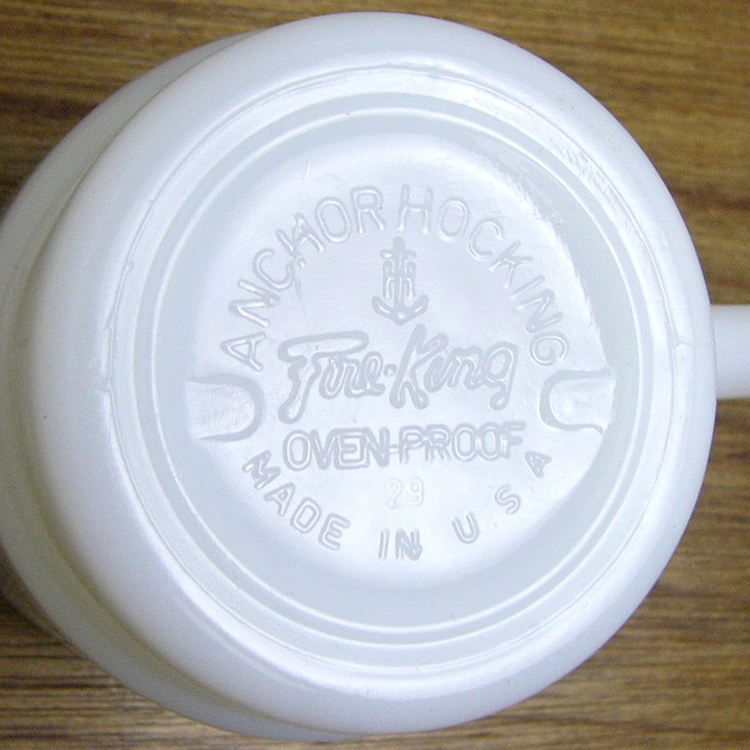 ANCHOR HOCKING
Fire-King
OVEN-PROOF
29
MADE IN U.S.A